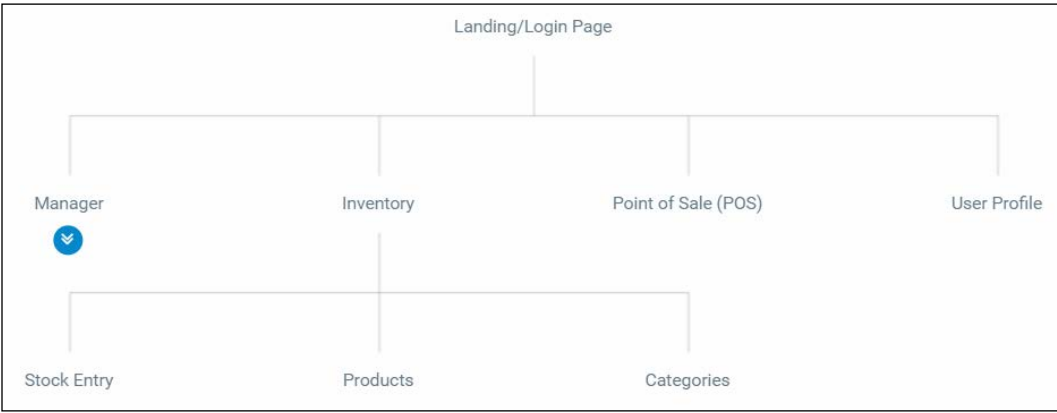 Landing/Login Page
Manager
Inventory
Point of Sale (POS)
User Profile
Stock Entry
Products
Categories